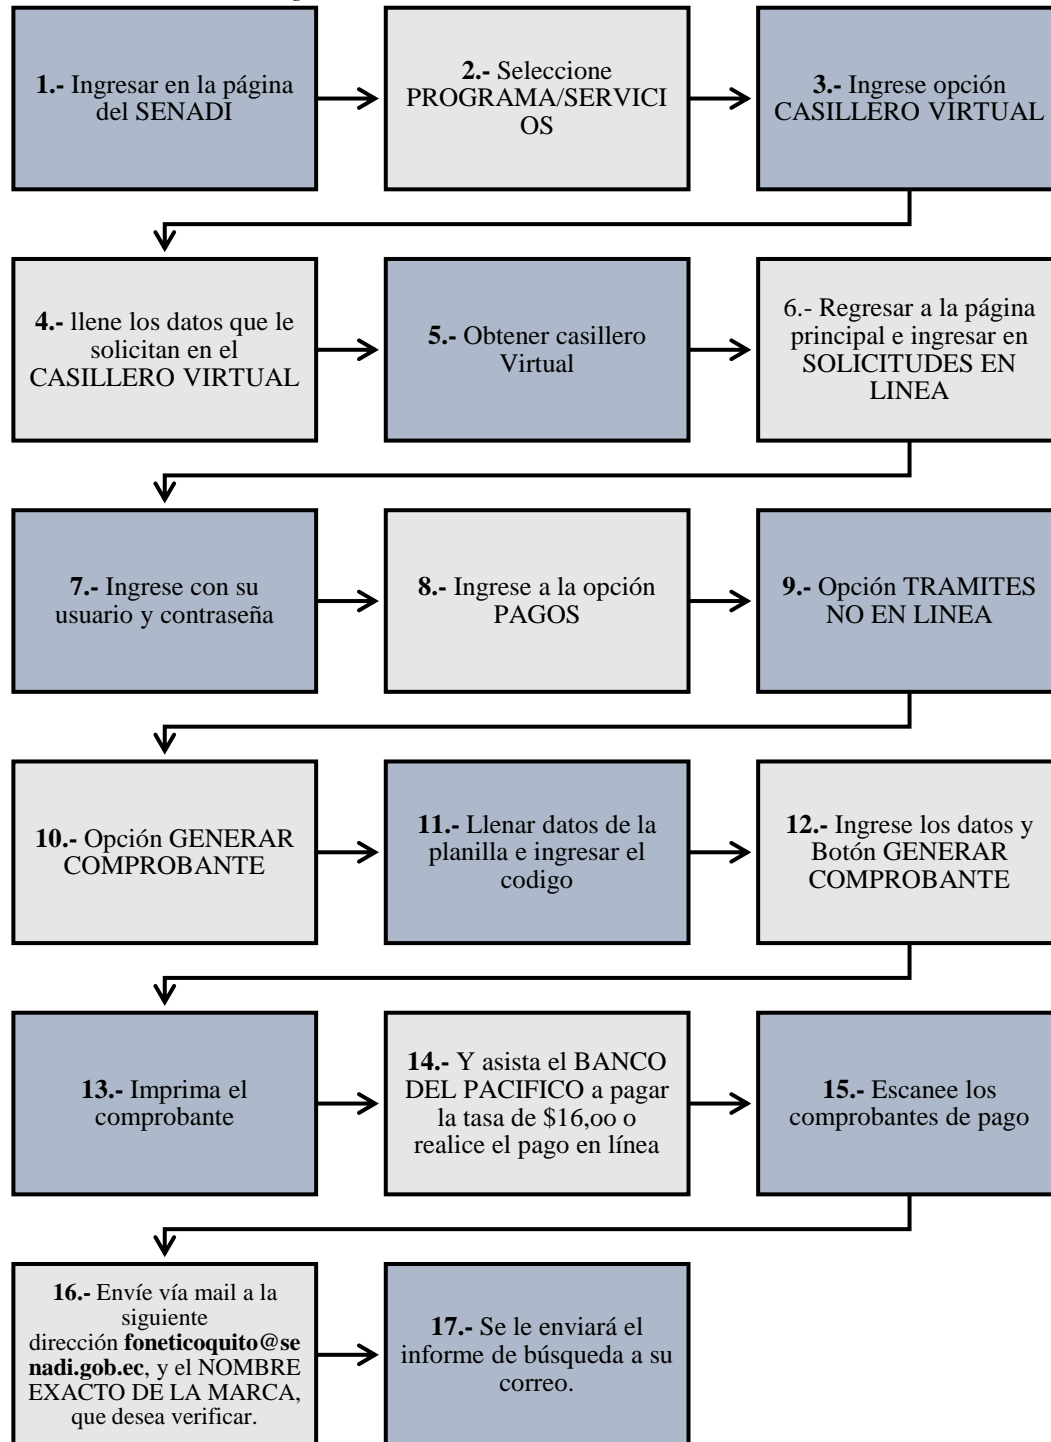 1.- Ingresar en la página
del SENADI
2.- Seleccione
PROGRAMA/SERVICI
OS
3.- Ingrese opción
CASILLERO VIRTUAL
4.- llene los datos que le
solicitan en el
CASILLERO VIRTUAL
5.- Obtener casillero
Virtual
6.- Regresar a la página
principal e ingresar en
SOLICITUDES EN
LINEA
7.- Ingrese con su
usuario y contraseña
8.- Ingrese a la opción
PAGOS
9.- Opción TRAMITES
NO EN LINEA
10.- Opción GENERAR
COMPROBANTE
11.- Llenar datos de la
planilla e ingresar el
codigo
12.- Ingrese los datos y
Botón GENERAR
COMPROBANTE
13.- Imprima el
comprobante
14.- Y asista el BANCO
DEL PACIFICO a pagar
la tasa de $16,oo o
realice el pago en línea
15.- Escanee los
comprobantes de pago
16.- Envíe vía mail a la
siguiente
dirección foneticoquito@se
nadi.gob.ec, y el NOMBRE
EXACTO DE LA MARCA,
que desea verificar.
17.- Se le enviará el
informe de búsqueda a su
correo.